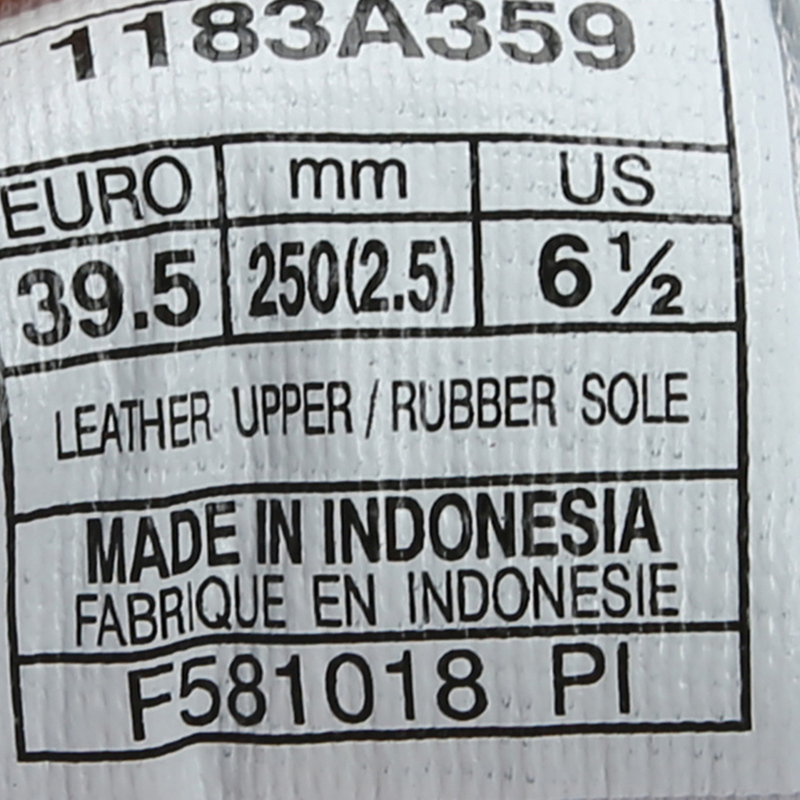 1183A359
EURO mm US
39.5 250(2.5) 6 ½
LEATHER UPPER / RUBBER SOLE
MADE IN INDONESIA
FABRIQUE EN INDONESIE
F581018 PI